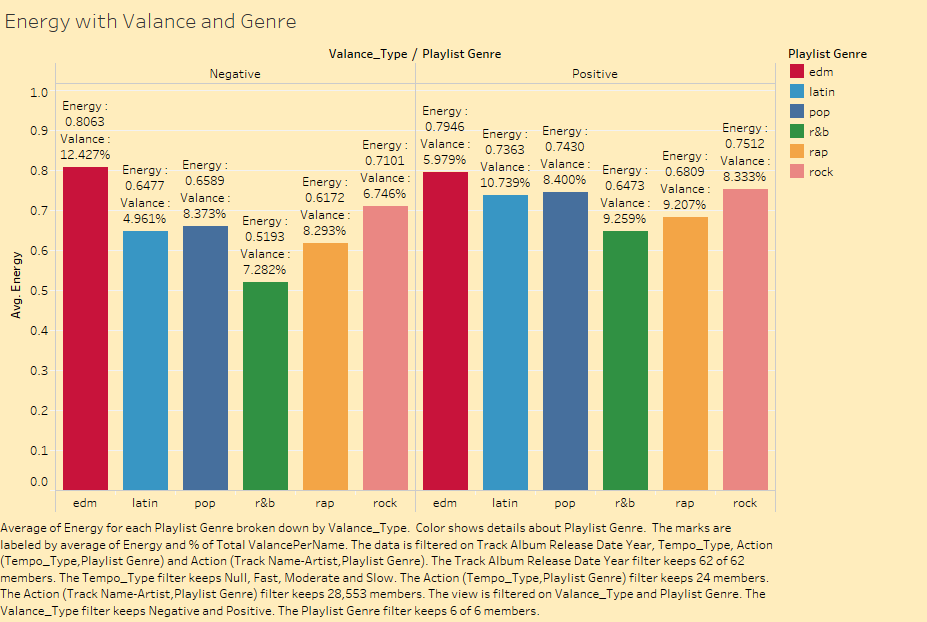 Energy with Valance and Genre
Valance_Type / Playlist Genre
Negative
Positive
Playlist Genre
edm
latin
pop
r&b
rap
rock
Avg. Energy
1.0
0.9
0.8
0.7
0.6
0.5
0.4
0.3
0.2
0.1
0.0
Energy :
0.8063
Valance :
12.427%
Energy :
0.6477
Valance :
4.961%
Energy :
0.6589
Valance :
8.373%
Energy :
0.5193
Valance :
7.282%
Energy :
0.6172
Valance :
8.293%
Energy :
0.7101
Valance :
6.746%
Energy :
0.7946
Valance :
5.979%
Energy :
0.7363
Valance :
10.739%
Energy :
0.7430
Valance :
8.400%
Energy :
0.6473
Valance :
9.259%
Energy :
0.6809
Valance :
9.207%
Energy :
0.7512
Valance :
8.333%
edm latin pop r&b rap rock edm latin pop r&b rap rock
Average of Energy for each Playlist Genre broken down by Valance_Type. Color shows details about Playlist Genre. The marks are
labeled by average of Energy and % of Total ValancePerName. The data is filtered on Track Album Release Date Year, Tempo_Type, Action
(Tempo_Type,Playlist Genre) and Action (Track Name-Artist,Playlist Genre). The Track Album Release Date Year filter keeps 62 of 62
members. The Tempo_Type filter keeps Null, Fast, Moderate and Slow. The Action (Tempo_Type,Playlist Genre) filter keeps 24 members.
The Action (Track Name-Artist,Playlist Genre) filter keeps 28,553 members. The view is filtered on Valance_Type and Playlist Genre. The
Valance_Type filter keeps Negative and Positive. The Playlist Genre filter keeps 6 of 6 members.